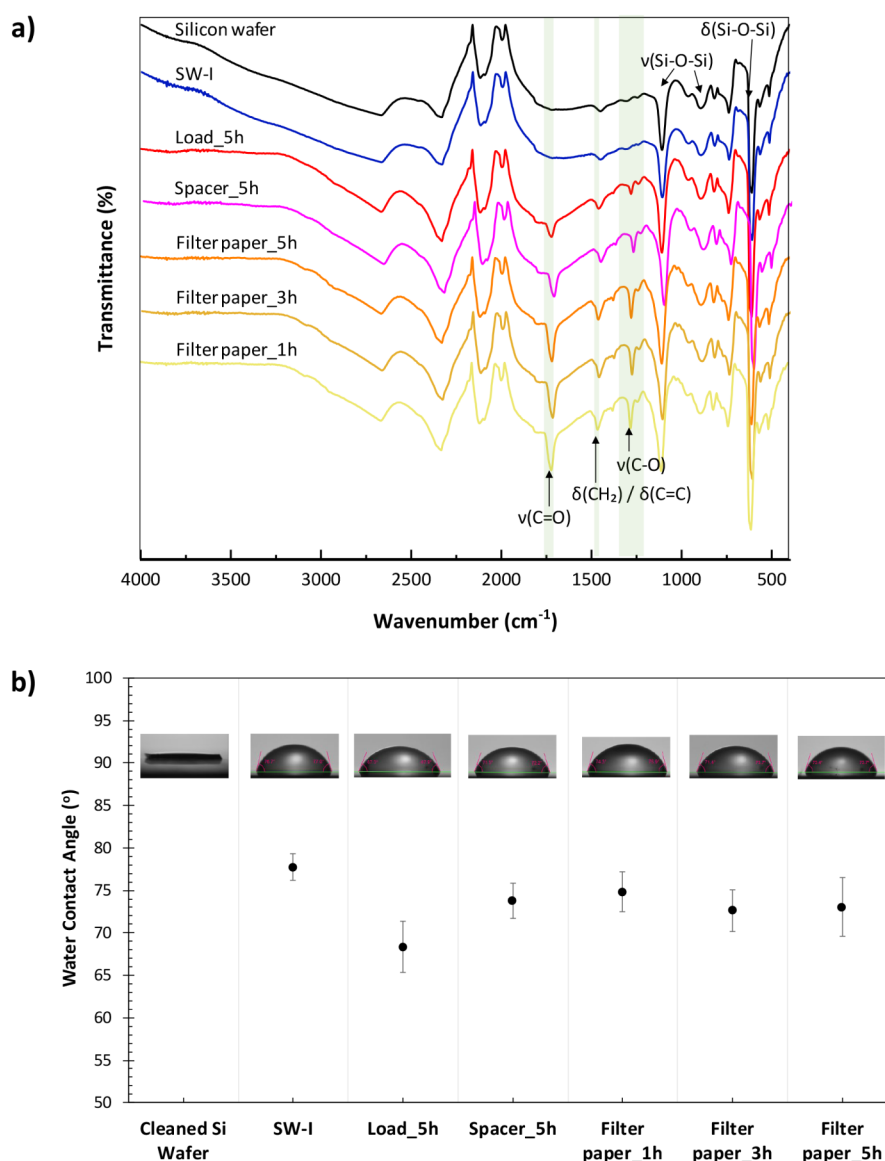 a)
Silicon wafer
δ(Si-O-Si)
ν(Si-O-Si)
SW-I
Load_5h
Spacer_5h
Filter paper_5h
Filter paper_3h
Filter paper_1h
Transmittance (%)
ν(C-O)
δ(CH₂) / δ(C=C)
ν(C=O)
4000 3500 3000 2500 2000 1500 1000 500
Wavenumber (cm⁻¹)
b)
100
95
90
85
80
75
70
65
60
55
50
Water Contact Angle (º)
Cleaned Si SW-I Load_5h Spacer_5h Filter Filter Filter
Wafer paper_1h paper_3h paper_5h